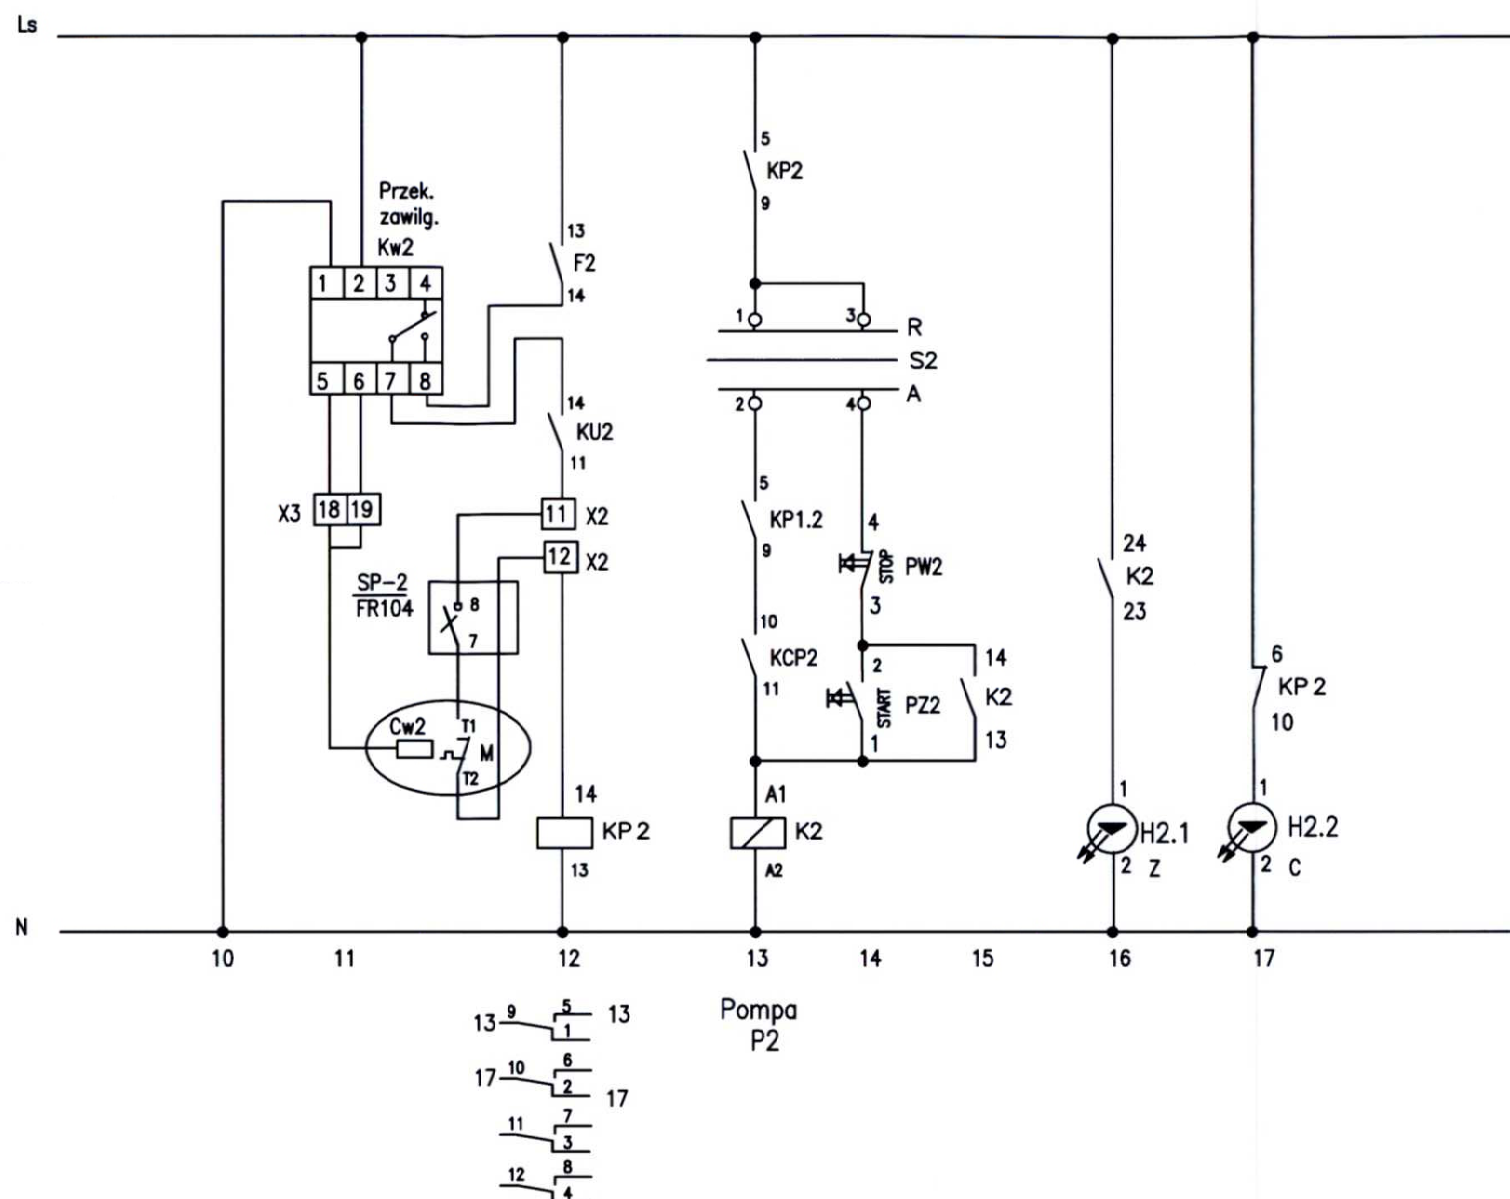 Ls
Przek.
zawilg.
Kw2
1 2 3 4
5 6 7 8
X3 18 19
13
F2
14
14
KU2
11
11 X2
12 X2
SP-2
FR104
8
7
Cw2
T1
M
T2
14
KP 2
13
5
KP2
9
1 3 R
S2
2 4 A
5
KP1.2
9
10
KCP2
11
4
STOP PW2
3
2
START PZ2
1
14
K2
13
A1
K2
A2
24
K2
23
1
H2.1
2 Z
6
KP 2
10
1
H2.2
2 C
N
10 11 12 13 14 15 16 17
Pompa
P2
13 9 5 13
1
17 10 6
2 17
11 7
3
12 8
4